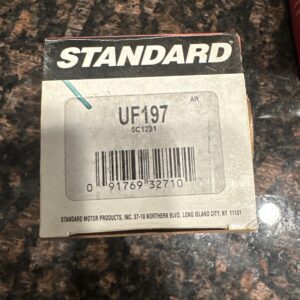 STANDARD
AR
UF197
5C1231
0 91769 32710
STANDARD MOTOR PRODUCTS, INC. 37-18 NORTHERN BLVD. LONG ISLAND CITY, NY 11101